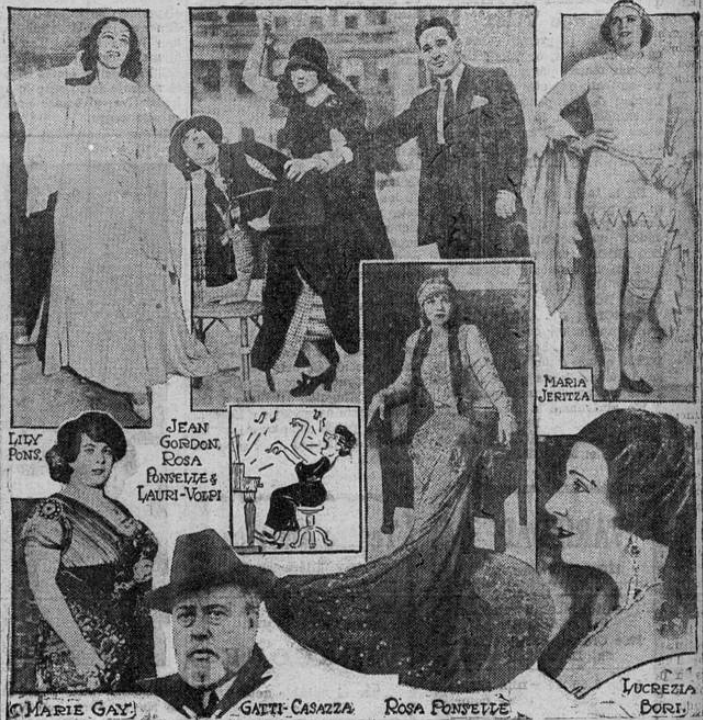 MARIA
JERITZA
LILY
PONS.
JEAN
GORDON,
ROSA
PONSELLE &
LAURI-VOLPI
MARIE GAY.
GATTI-CASAZZA
ROSA PONSELLE
LUCREZIA
BORI.